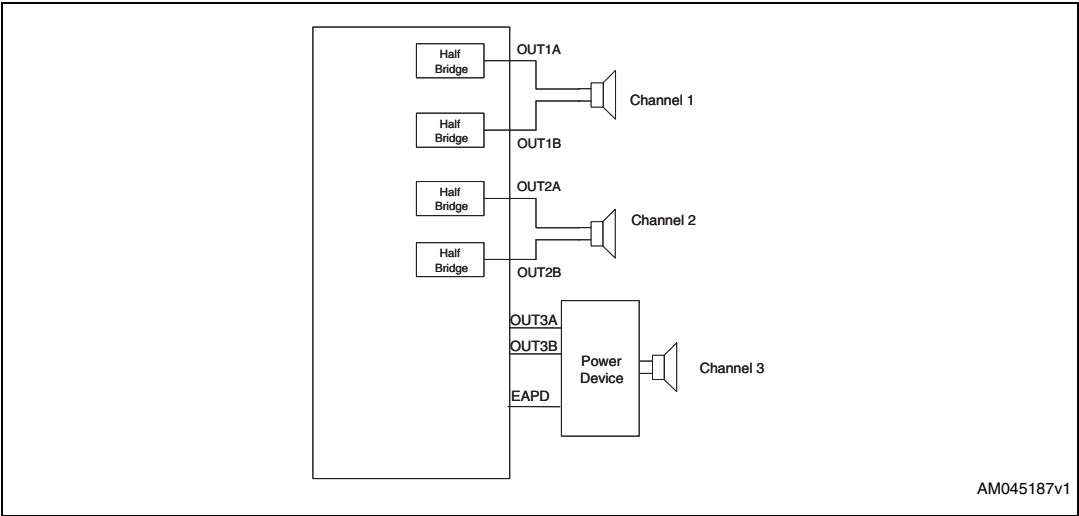 Half
Bridge
OUT1A
Channel 1
Half
Bridge
OUT1B
Half
Bridge
OUT2A
Channel 2
Half
Bridge
OUT2B
OUT3A
OUT3B
Power
Device
Channel 3
EAPD
AM045187v1